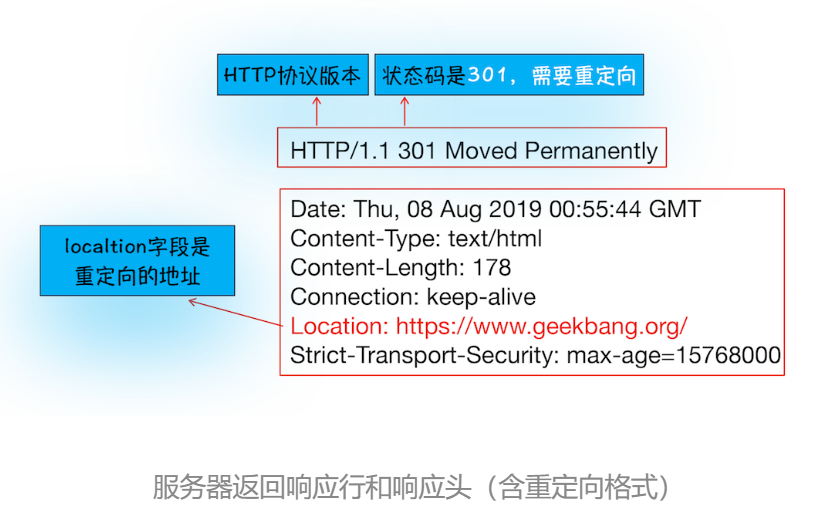 HTTP协议版本
状态码是301，需要重定向
HTTP/1.1 301 Moved Permanently
Date: Thu, 08 Aug 2019 00:55:44 GMT
Content-Type: text/html
Content-Length: 178
Connection: keep-alive
Location: https://www.geekbang.org/
Strict-Transport-Security: max-age=15768000
localtion字段是
重定向的地址
服务器返回响应行和响应头（含重定向格式）